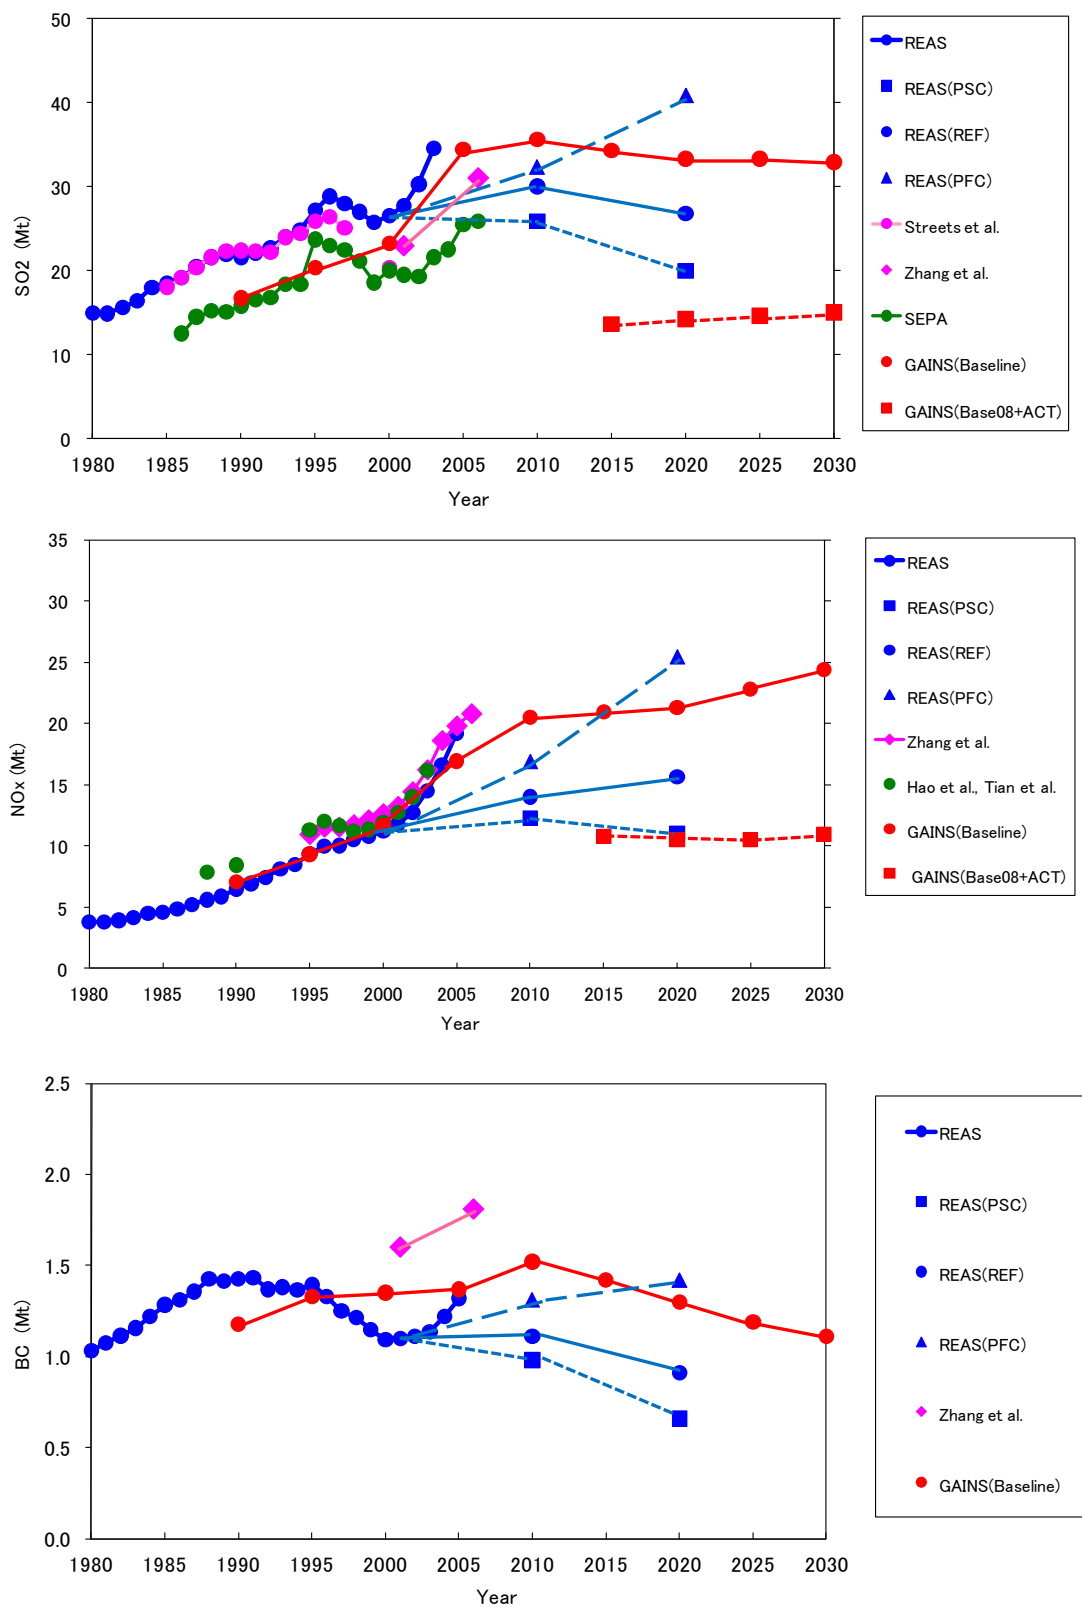 50
40
30
20
10
0
SO2 (Mt)
1980 1985 1990 1995 2000 2005 2010 2015 2020 2025 2030
Year
REAS
REAS(PSC)
REAS(REF)
REAS(PFC)
Streets et al.
Zhang et al.
SEPA
GAINS(Baseline)
GAINS(Base08+ACT)
35
30
25
20
15
10
5
0
NOx (Mt)
1980 1985 1990 1995 2000 2005 2010 2015 2020 2025 2030
Year
REAS
REAS(PSC)
REAS(REF)
REAS(PFC)
Zhang et al.
Hao et al., Tian et al.
GAINS(Baseline)
GAINS(Base08+ACT)
2.5
2.0
1.5
1.0
0.5
0.0
BC (Mt)
1980 1985 1990 1995 2000 2005 2010 2015 2020 2025 2030
Year
REAS
REAS(PSC)
REAS(REF)
REAS(PFC)
Zhang et al.
GAINS(Baseline)